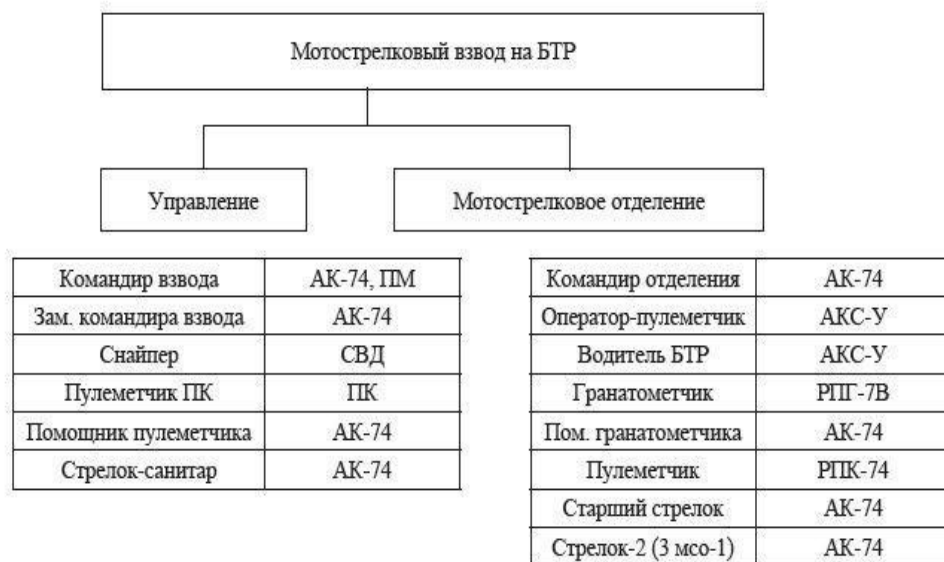 Мотострелковый взвод на БТР
Управление
Мотострелковое отделение
Командир взвода АК-74, ПМ
Зам. командира взвода АК-74
Снайпер СВД
Пулеметчик ПК ПК
Помощник пулеметчика АК-74
Стрелок-санитар АК-74
Командир отделения АК-74
Оператор-пулеметчик АКС-У
Водитель БТР АКС-У
Гранатометчик РПГ-7В
Пом. гранатометчика АК-74
Пулеметчик РПК-74
Старший стрелок АК-74
Стрелок-2 (3 мсо-1) АК-74